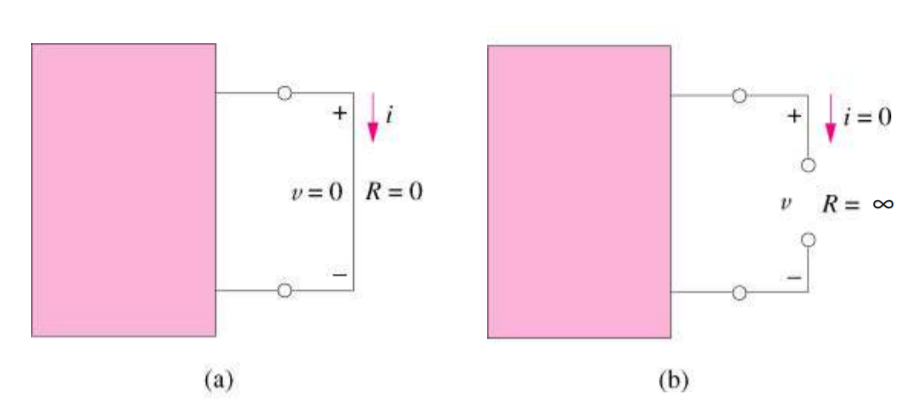 +
i
v = 0
R = 0
−
(a)
+
i = 0
v
R = ∞
−
(b)